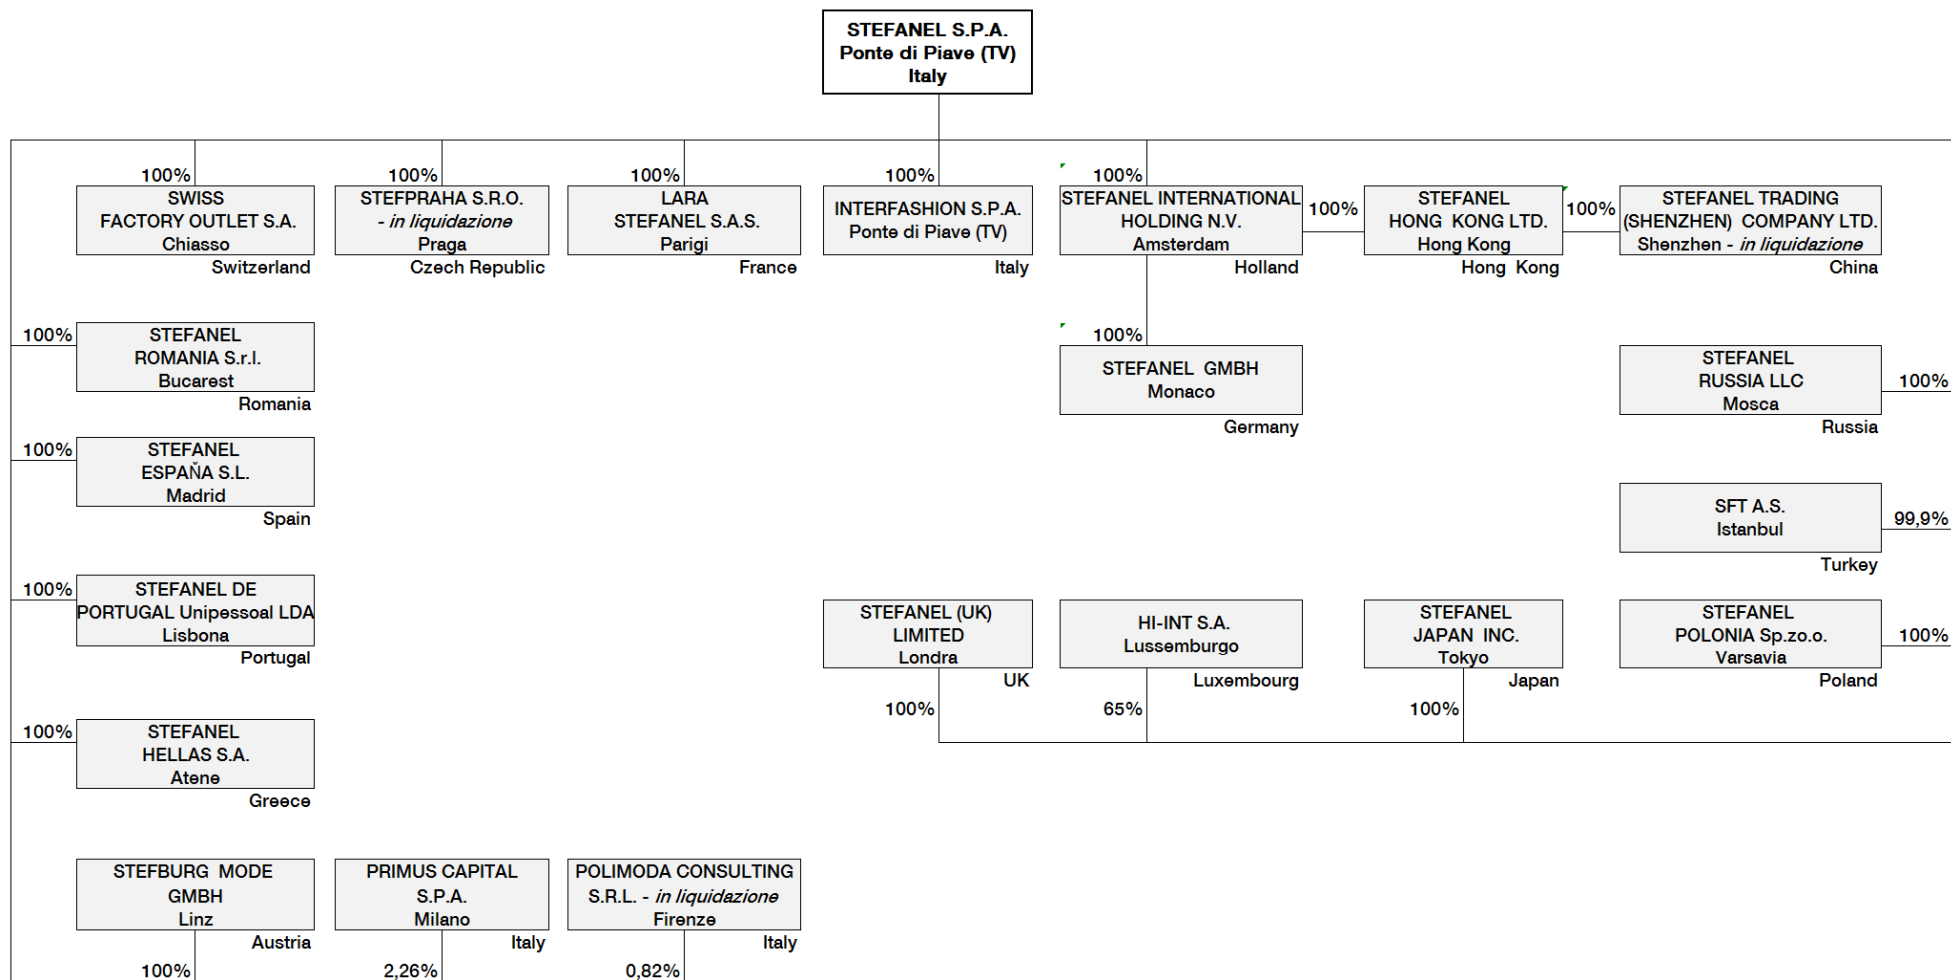 STEFANEL S.P.A.
Ponte di Piave (TV)
Italy
100%
SWISS
FACTORY OUTLET S.A.
Chiasso
Switzerland
100%
STEFPRAHA S.R.O.
- in liquidazione
Praga
Czech Republic
100%
LARA
STEFANEL S.A.S.
Parigi
France
100%
INTERFASHION S.P.A.
Ponte di Piave (TV)
Italy
100%
STEFANEL INTERNATIONAL
HOLDING N.V.
Amsterdam
Holland
100%
STEFANEL
HONG KONG LTD.
Hong Kong
Hong Kong
100%
STEFANEL TRADING
(SHENZHEN) COMPANY LTD.
Shenzhen - in liquidazione
China
100%
STEFANEL
ROMANIA S.r.l.
Bucarest
Romania
100%
STEFANEL GMBH
Monaco
Germany
STEFANEL
RUSSIA LLC
Mosca
100%
Russia
100%
STEFANEL
ESPAÑA S.L.
Madrid
Spain
SFT A.S.
Istanbul
99,9%
Turkey
100%
STEFANEL DE
PORTUGAL Unipessoal LDA
Lisbona
Portugal
STEFANEL (UK)
LIMITED
Londra
UK
100%
HI-INT S.A.
Lussemburgo
Luxembourg
65%
STEFANEL
JAPAN INC.
Tokyo
Japan
100%
STEFANEL
POLONIA Sp.zo.o.
Varsavia
100%
Poland
100%
STEFANEL
HELLAS S.A.
Atene
Greece
STEFBURG MODE
GMBH
Linz
Austria
100%
PRIMUS CAPITAL
S.P.A.
Milano
Italy
2,26%
POLIMODA CONSULTING
S.R.L. - in liquidazione
Firenze
Italy
0,82%